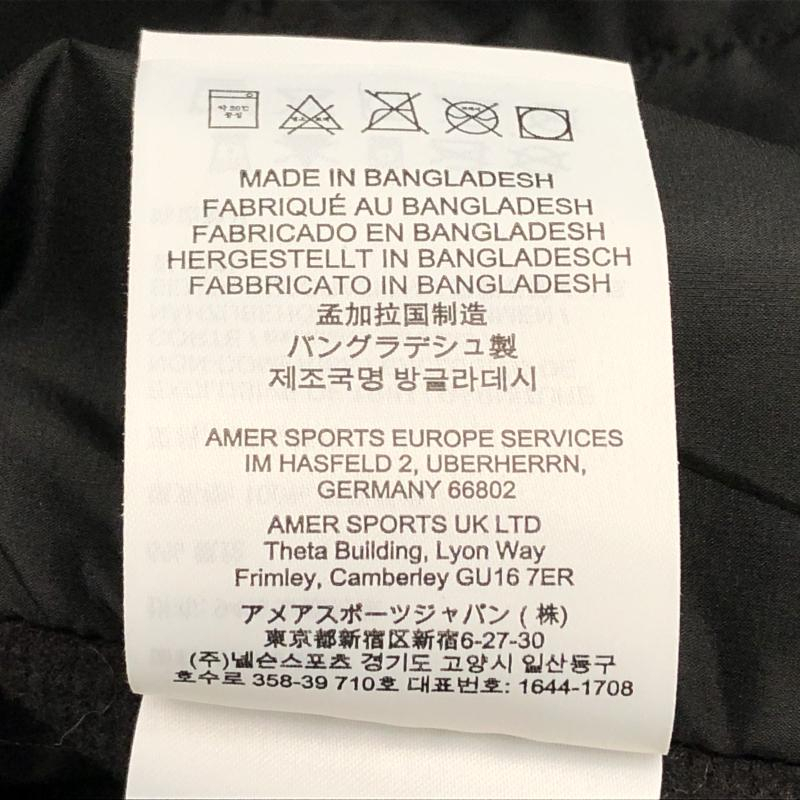 약 30℃
중성
MADE IN BANGLADESH
FABRIQUÉ AU BANGLADESH
FABRICADO EN BANGLADESH
HERGESTELLT IN BANGLADESCH
FABBRICATO IN BANGLADESH
孟加拉国制造
バングラデシュ製
제조국명 방글라데시
AMER SPORTS EUROPE SERVICES
IM HASFELD 2, UBERHERRN,
GERMANY 66802
AMER SPORTS UK LTD
Theta Building, Lyon Way
Frimley, Camberley GU16 7ER
アメアスポーツジャパン (株)
東京都新宿区新宿6-27-30
(주)넬슨스포츠 경기도 고양시 일산동구
호수로 358-39 710호 대표번호: 1644-1708